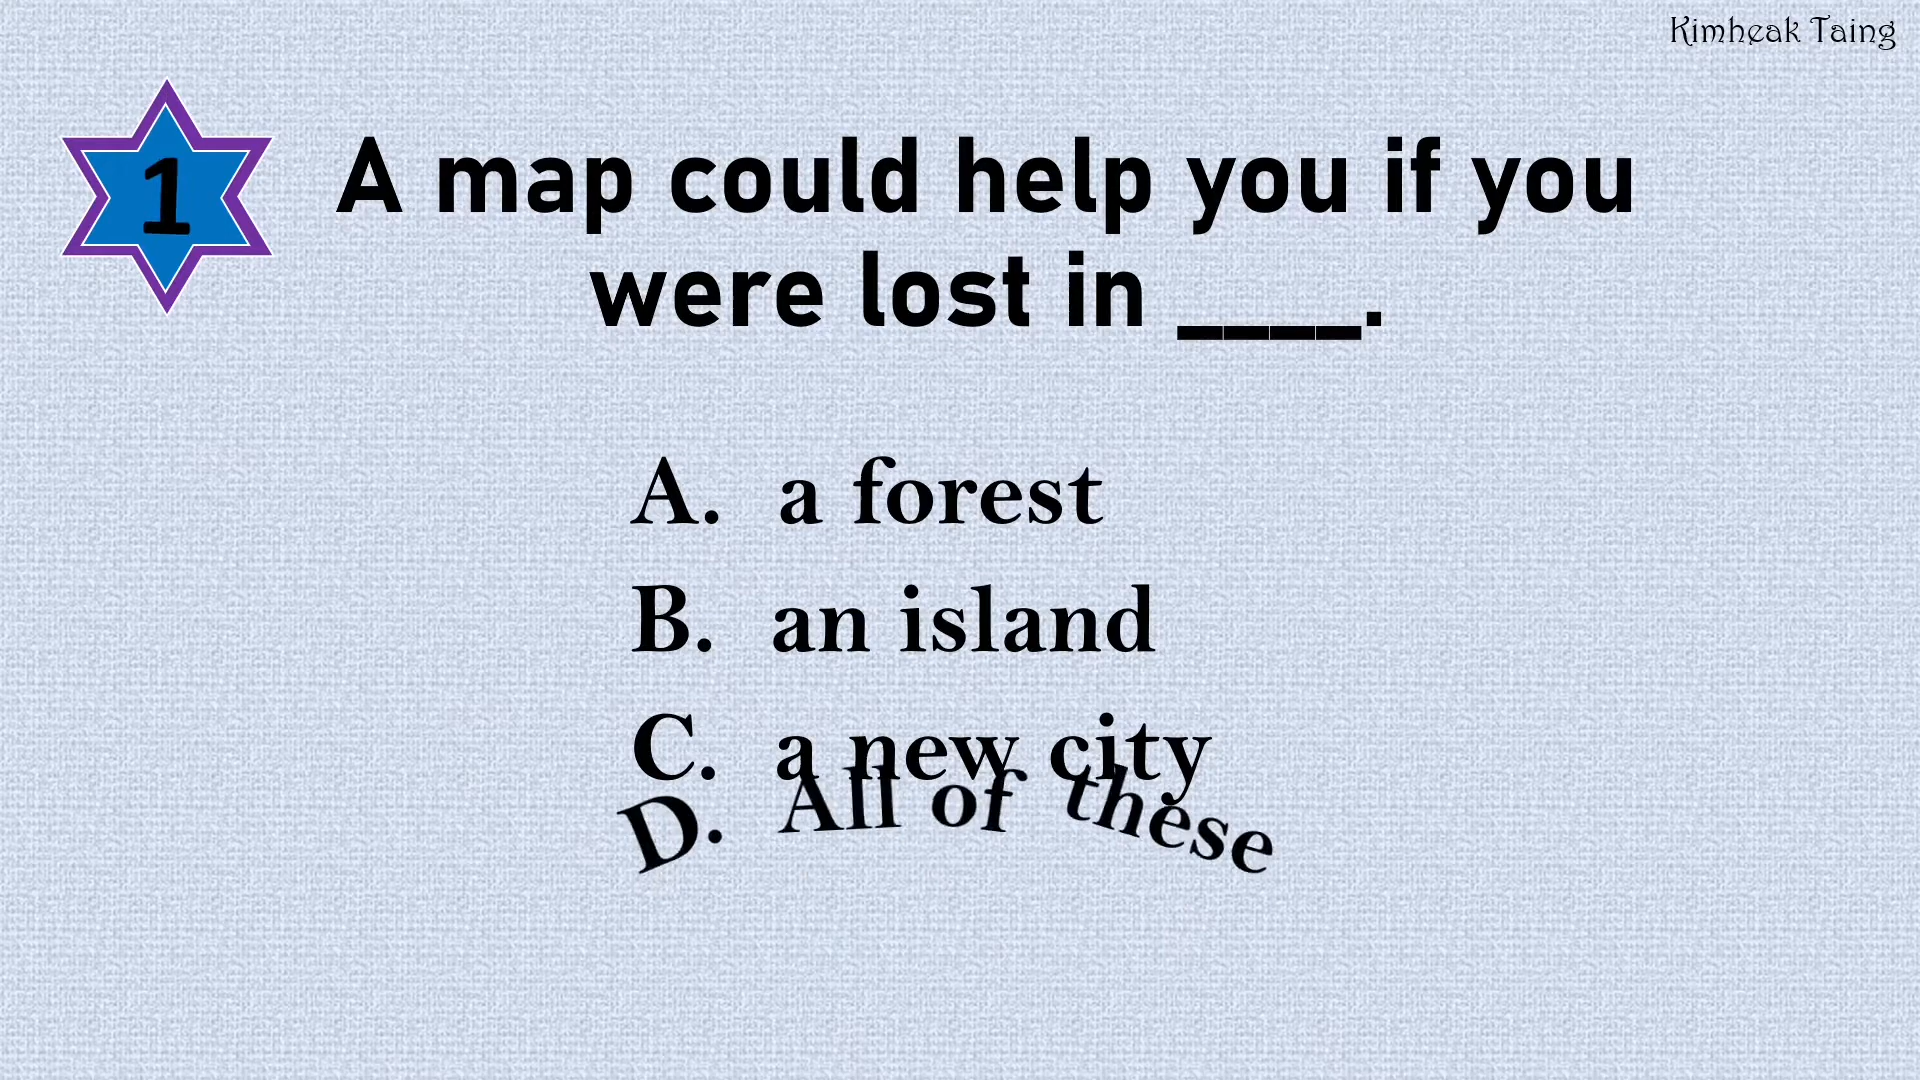 Kimheak Taing
1
A map could help you if you
were lost in ____.
A. a forest
B. an island
C. a new city
D. All of these